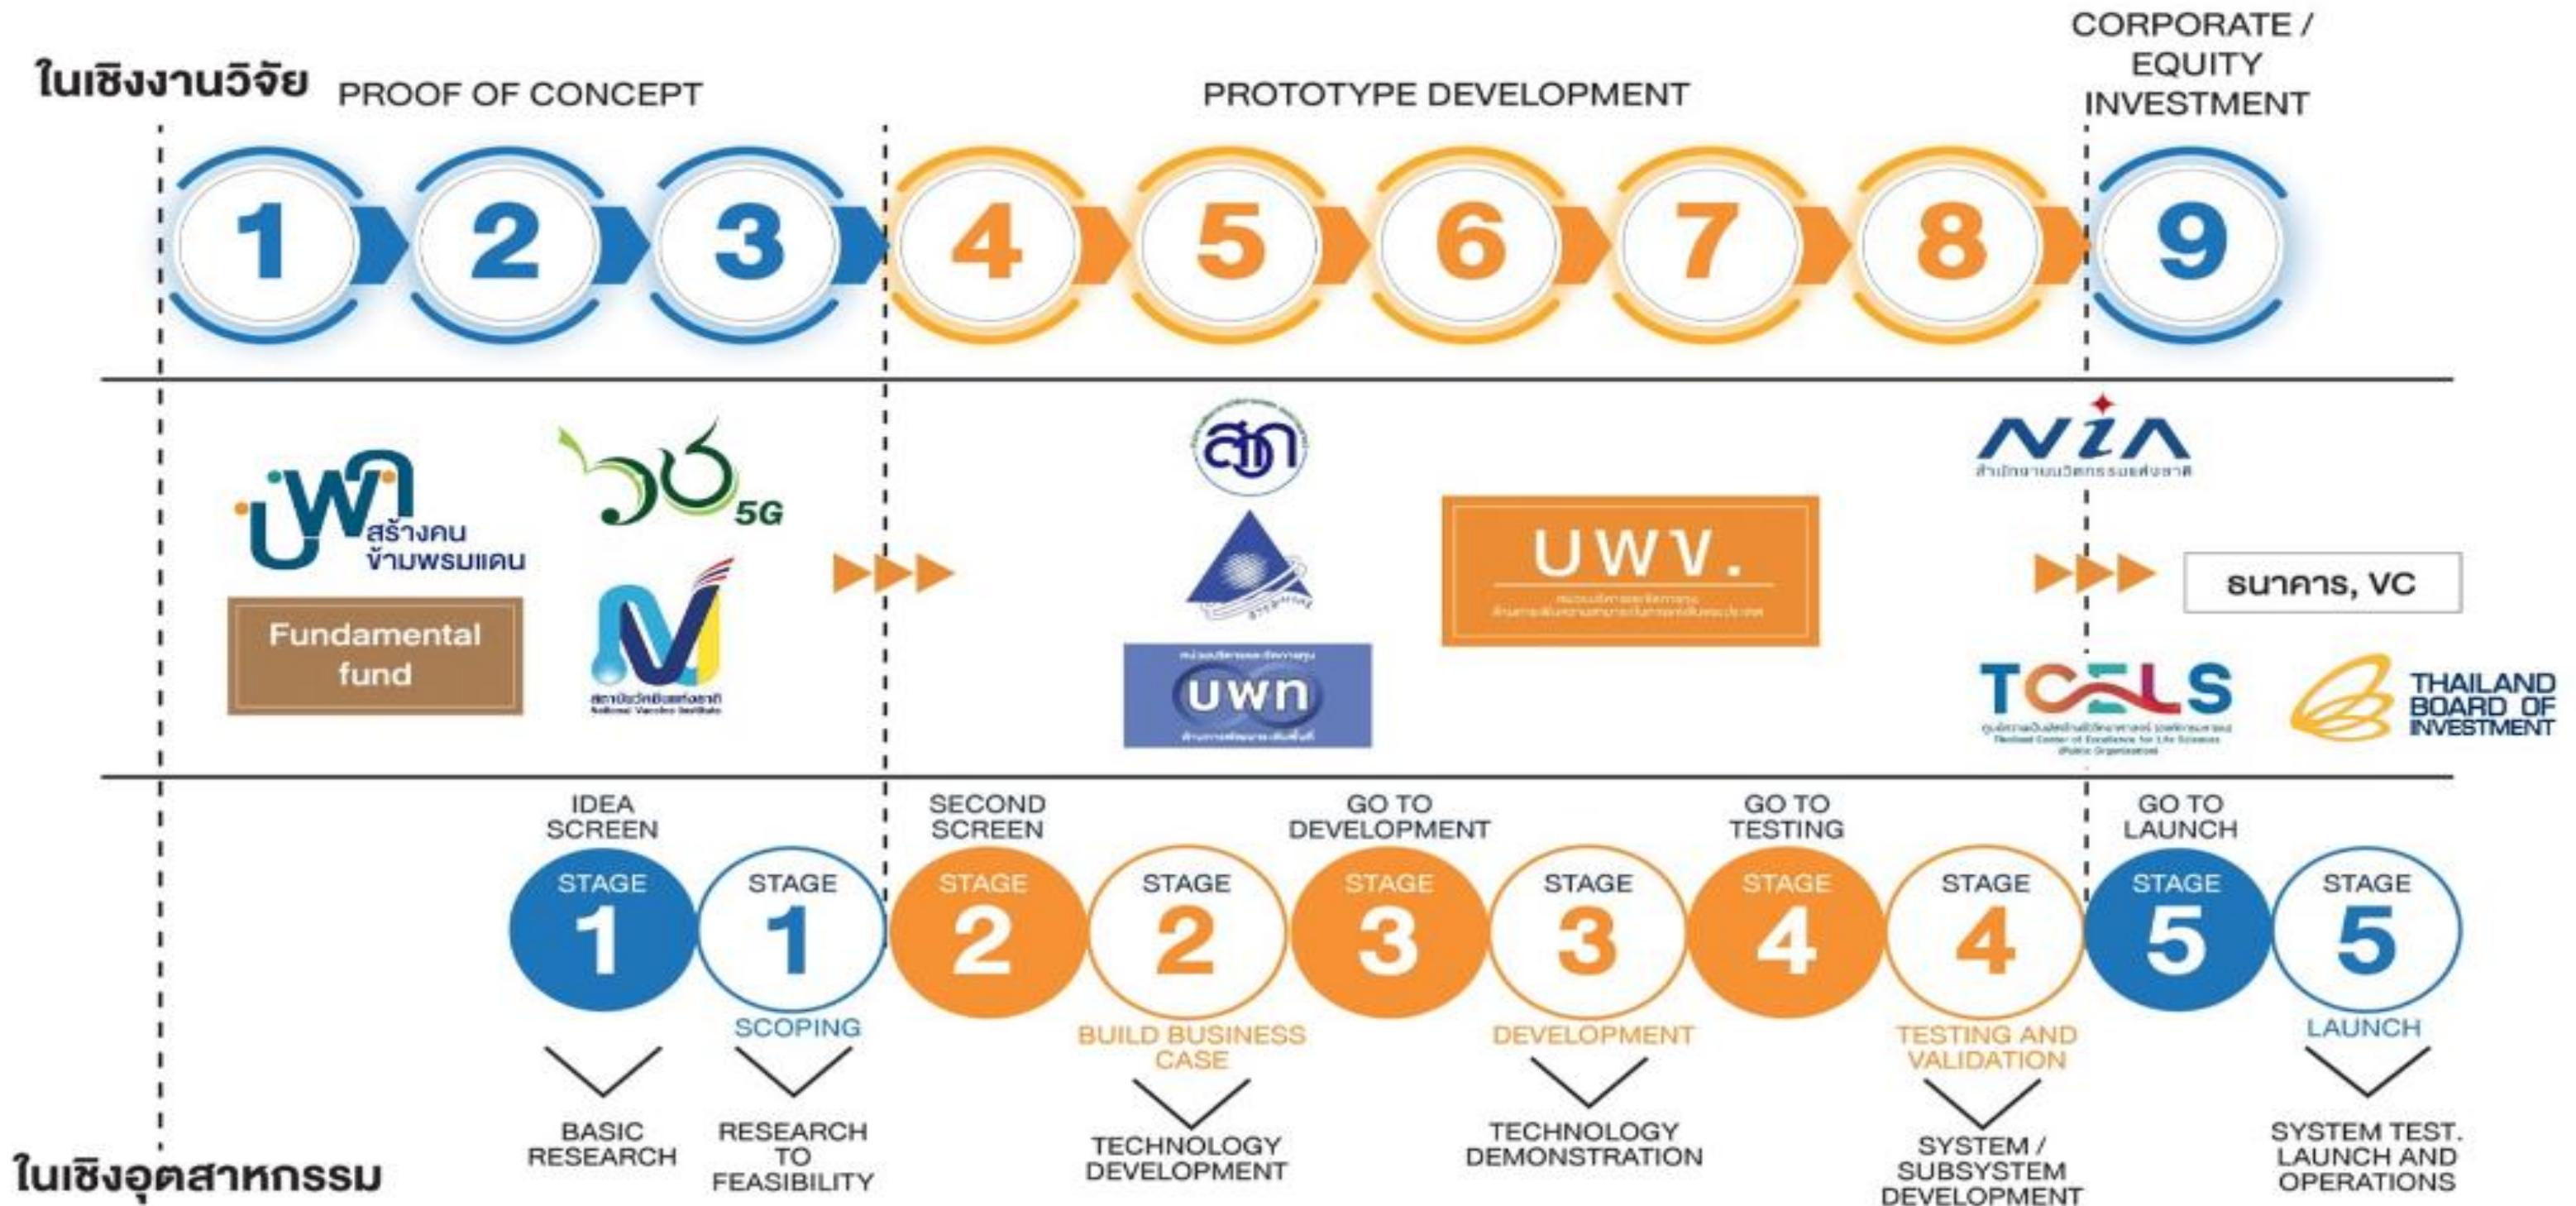 ในเชิงงานวิจัย
PROOF OF CONCEPT
PROTOTYPE DEVELOPMENT
CORPORATE /
EQUITY
INVESTMENT
1
2
3
4
5
6
7
8
9
บพค
สร้างคน
ข้ามพรมแดน
5G
Fundamental
fund
สถาบันวัคซีนแห่งชาติ
National Vaccine Institute
บพท
บพข.
NiA
สำนักงานนวัตกรรมแห่งชาติ
ธนาคาร, VC
TCELS
Thailand Center of Excellence for Life Sciences
(Public Organization)
THAILAND
BOARD OF
INVESTMENT
IDEA
SCREEN
SECOND
SCREEN
GO TO
DEVELOPMENT
GO TO
TESTING
GO TO
LAUNCH
STAGE
1
STAGE
1
STAGE
2
STAGE
2
STAGE
3
STAGE
3
STAGE
4
STAGE
4
STAGE
5
STAGE
5
SCOPING
BUILD BUSINESS
CASE
DEVELOPMENT
TESTING AND
VALIDATION
LAUNCH
BASIC
RESEARCH
RESEARCH
TO
FEASIBILITY
TECHNOLOGY
DEVELOPMENT
TECHNOLOGY
DEMONSTRATION
SYSTEM /
SUBSYSTEM
DEVELOPMENT
SYSTEM TEST.
LAUNCH AND
OPERATIONS
ในเชิงอุตสาหกรรม